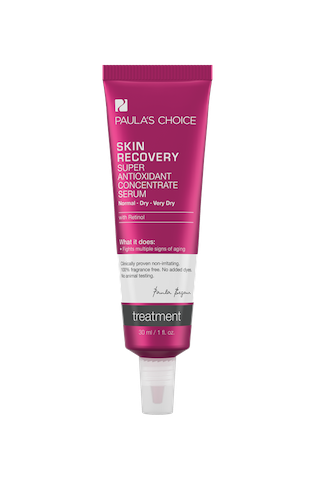 PAULA'S CHOICE
SKIN
RECOVERY
SUPER
ANTIOXIDANT
CONCENTRATE
SERUM
Normal · Dry · Very Dry
with Retinol
What it does:
• Fights multiple signs of aging
Clinically proven non-irritating.
100% fragrance free. No added dyes.
No animal testing.
Paula Begoun
treatment
30 ml / 1 fl. oz.